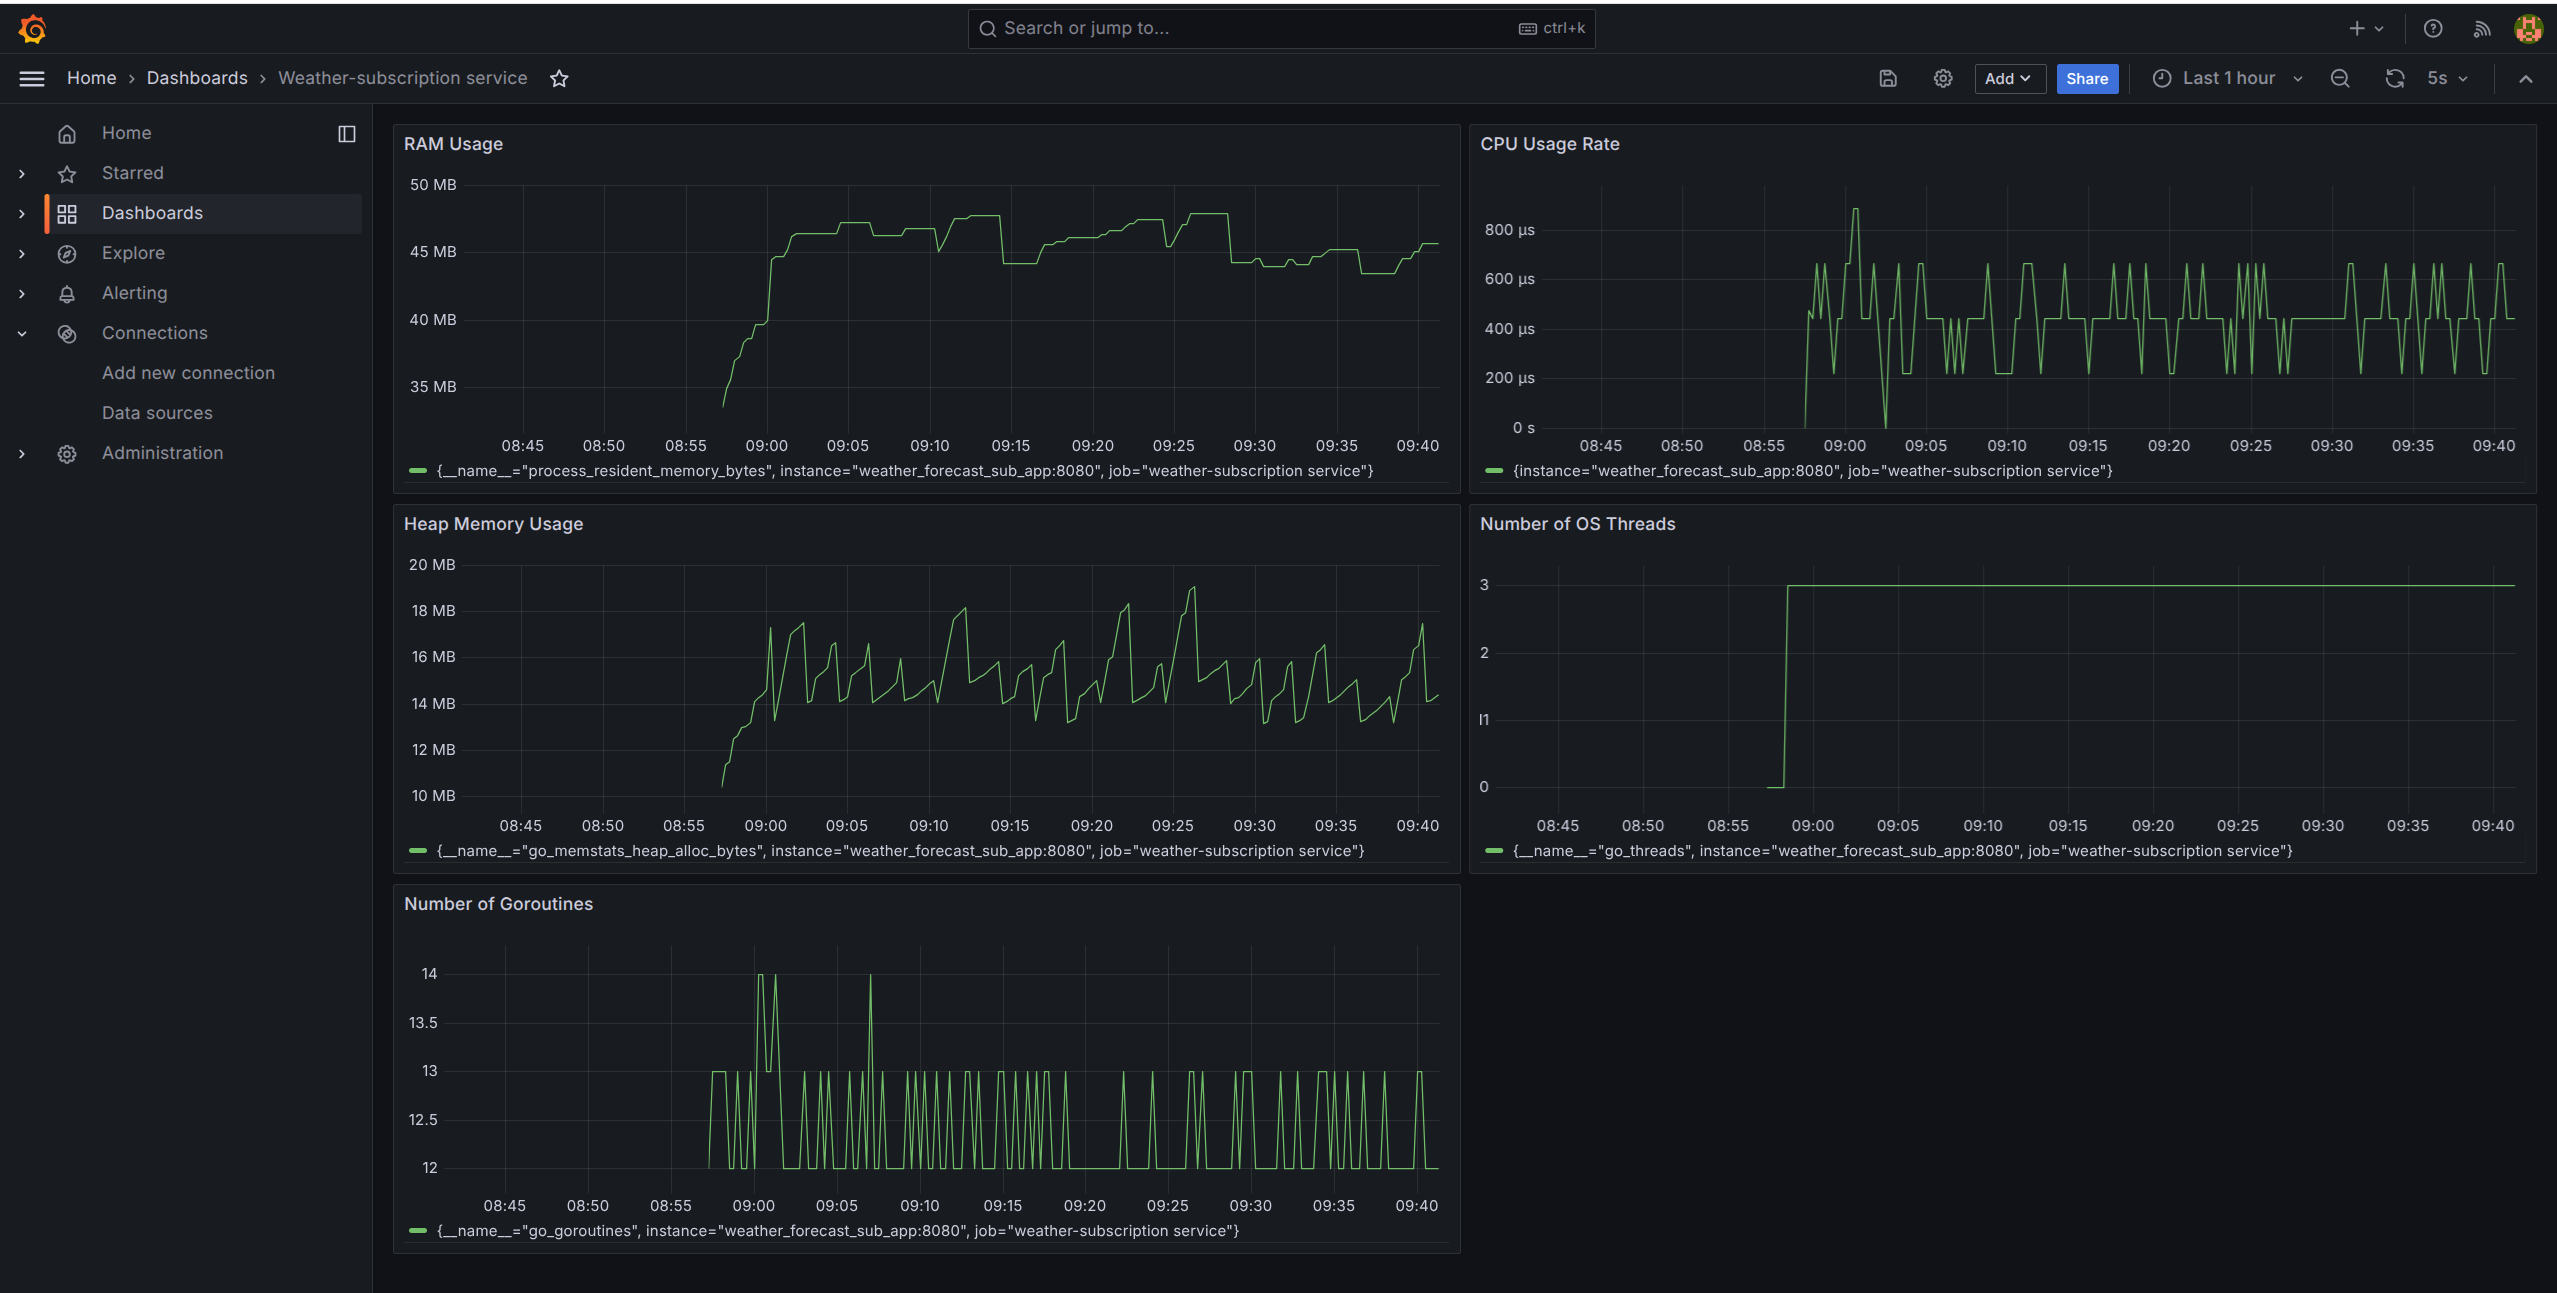 Search or jump to... ctrl+k
Home › Dashboards › Weather-subscription service
Add Share Last 1 hour 5s
Home
Starred
Dashboards
Explore
Alerting
Connections
Add new connection
Data sources
Administration
RAM Usage
50 MB
45 MB
40 MB
35 MB
08:45 08:50 08:55 09:00 09:05 09:10 09:15 09:20 09:25 09:30 09:35 09:40
{__name__="process_resident_memory_bytes", instance="weather_forecast_sub_app:8080", job="weather-subscription service"}
CPU Usage Rate
800 µs
600 µs
400 µs
200 µs
0 s
08:45 08:50 08:55 09:00 09:05 09:10 09:15 09:20 09:25 09:30 09:35 09:40
{instance="weather_forecast_sub_app:8080", job="weather-subscription service"}
Heap Memory Usage
20 MB
18 MB
16 MB
14 MB
12 MB
10 MB
08:45 08:50 08:55 09:00 09:05 09:10 09:15 09:20 09:25 09:30 09:35 09:40
{__name__="go_memstats_heap_alloc_bytes", instance="weather_forecast_sub_app:8080", job="weather-subscription service"}
Number of OS Threads
3
2
1
0
08:45 08:50 08:55 09:00 09:05 09:10 09:15 09:20 09:25 09:30 09:35 09:40
{__name__="go_threads", instance="weather_forecast_sub_app:8080", job="weather-subscription service"}
Number of Goroutines
14
13.5
13
12.5
12
08:45 08:50 08:55 09:00 09:05 09:10 09:15 09:20 09:25 09:30 09:35 09:40
{__name__="go_goroutines", instance="weather_forecast_sub_app:8080", job="weather-subscription service"}